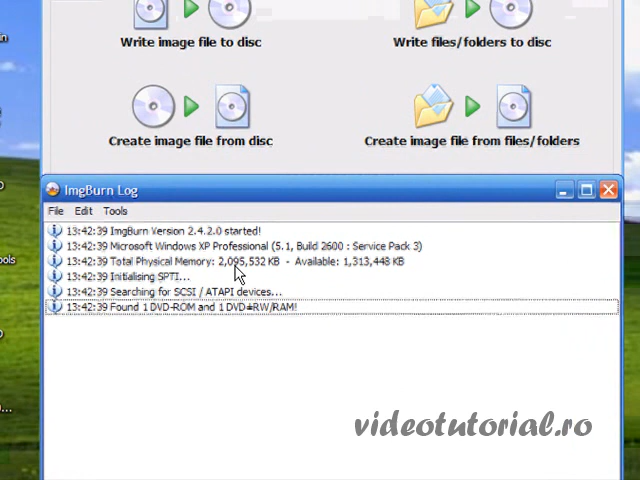 Write image file to disc
Write files/folders to disc
Create image file from disc
Create image file from files/folders
ImgBurn Log
File Edit Tools
13:42:39 ImgBurn Version 2.4.2.0 started!
13:42:39 Microsoft Windows XP Professional (5.1, Build 2600 : Service Pack 3)
13:42:39 Total Physical Memory: 2,095,532 KB - Available: 1,313,448 KB
13:42:39 Initialising SPTI...
13:42:39 Searching for SCSI / ATAPI devices...
13:42:39 Found 1 DVD-ROM and 1 DVD±RW/RAM!
videotutorial.ro